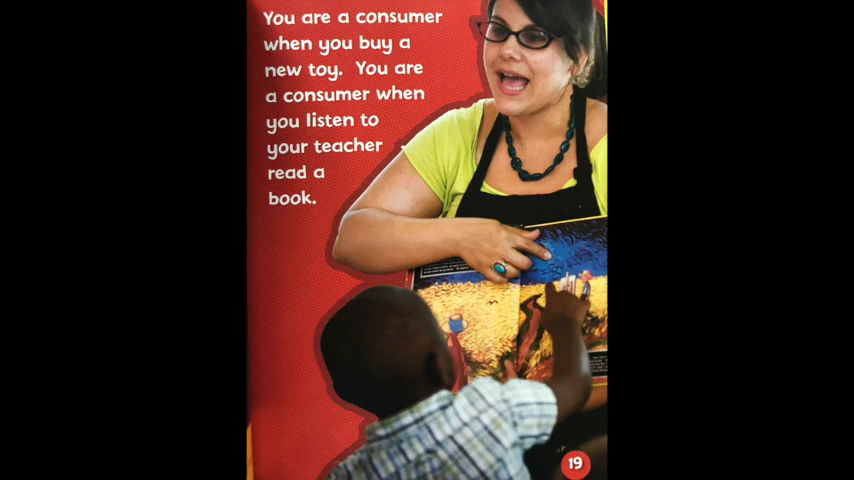 You are a consumer
when you buy a
new toy. You are
a consumer when
you listen to
your teacher
read a
book.
19